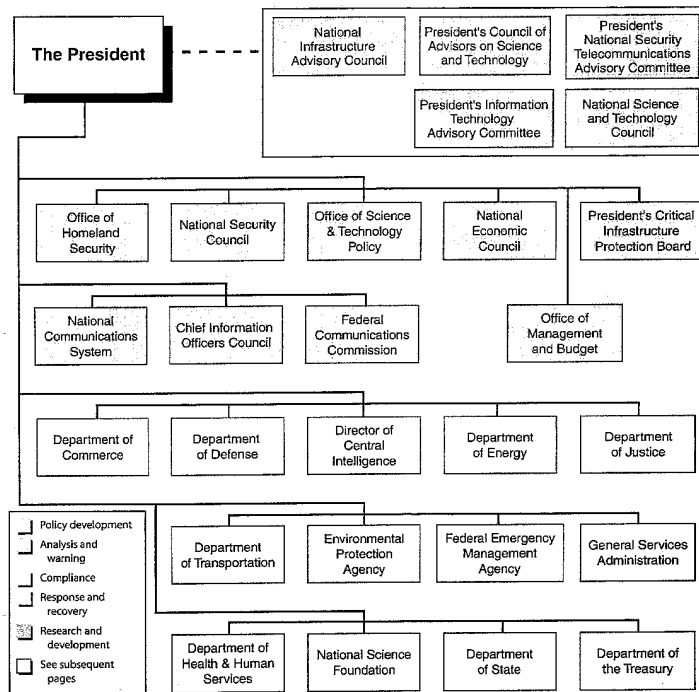 The President
National
Infrastructure
Advisory Council
President's Council of
Advisors on Science
and Technology
President's
National Security
Telecommunications
Advisory Committee
President's Information
Technology
Advisory Committee
National Science
and Technology
Council
Office of
Homeland
Security
National Security
Council
Office of Science
& Technology
Policy
National
Economic
Council
President's Critical
Infrastructure
Protection Board
National
Communications
System
Chief Information
Officers Council
Federal
Communications
Commission
Office of
Management
and Budget
Department of
Commerce
Department
of Defense
Director of
Central
Intelligence
Department
of Energy
Department
of Justice
Department
of Transportation
Environmental
Protection
Agency
Federal Emergency
Management
Agency
General Services
Administration
Department of
Health & Human
Services
National Science
Foundation
Department
of State
Department of
the Treasury
Policy development
Analysis and
warning
Compliance
Response and
recovery
Research and
development
See subsequent
pages